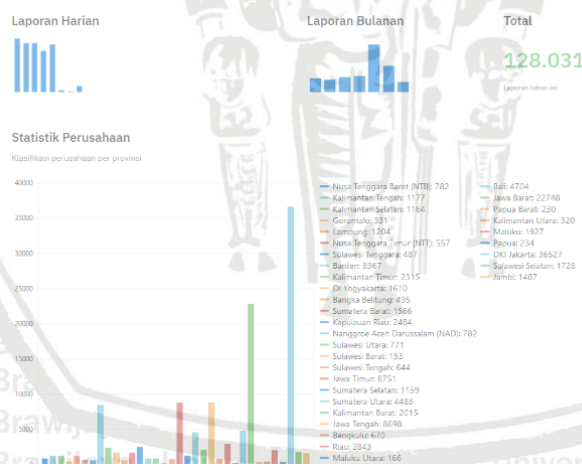 Laporan Harian
Laporan Bulanan
Total
128.031
Laporan tahun ini
Statistik Perusahaan
Klasifikasi perusahaan per provinsi
40000
35000
30000
25000
20000
15000
10000
5000
Nusa Tenggara Barat (NTB): 782
Kalimantan Tengah: 1177
Kalimantan Selatan: 1164
Gorontalo: 331
Lampung: 1204
Nusa Tenggara Timur (NTT): 557
Sulawesi Tenggara: 487
Banten: 8367
Kalimantan Timur: 2315
DI Yogyakarta: 1610
Bangka Belitung: 495
Sumatera Barat: 1566
Kepulauan Riau: 2484
Nanggroe Aceh Darussalam (NAD): 782
Sulawesi Utara: 771
Sulawesi Barat: 153
Sulawesi Tengah: 644
Jawa Timur: 8751
Sumatera Selatan: 1159
Sumatera Utara: 4483
Kalimantan Barat: 2015
Jawa Tengah: 8698
Bengkulu: 670
Riau: 2843
Maluku Utara: 166
Bali: 4704
Jawa Barat: 22748
Papua Barat: 230
Kalimantan Utara: 320
Maluku: 1927
Papua: 234
DKI Jakarta: 36527
Sulawesi Selatan: 1728
Jambi: 1487